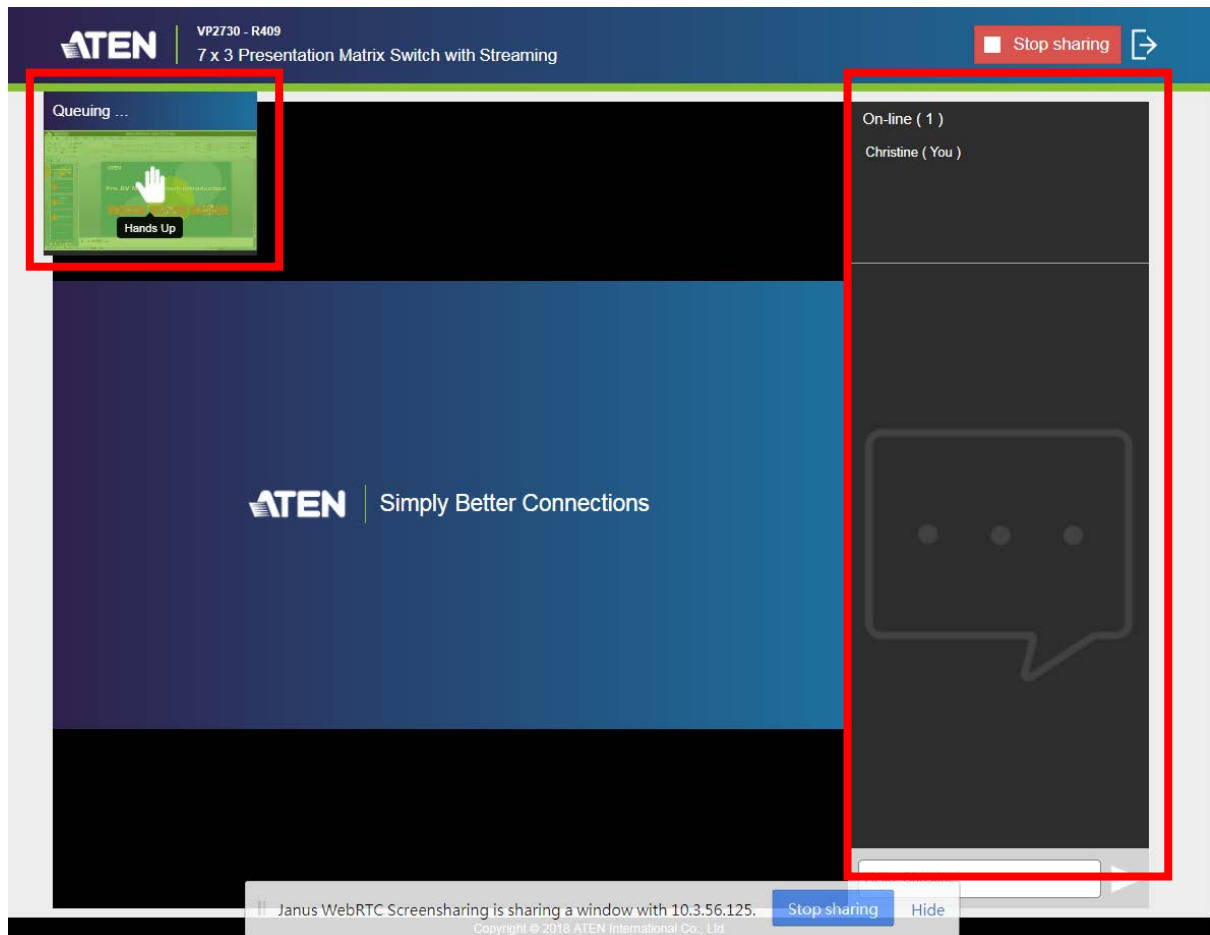 ATEN
VP2730 - R409
7 x 3 Presentation Matrix Switch with Streaming
Stop sharing
Queuing ...
ATEN
Hands Up
On-line ( 1 )
Christine ( You )
ATEN
Simply Better Connections
Janus WebRTC Screensharing is sharing a window with 10.3.56.125.
Stop sharing
Hide
Copyright © 2018 ATEN International Co., Ltd.